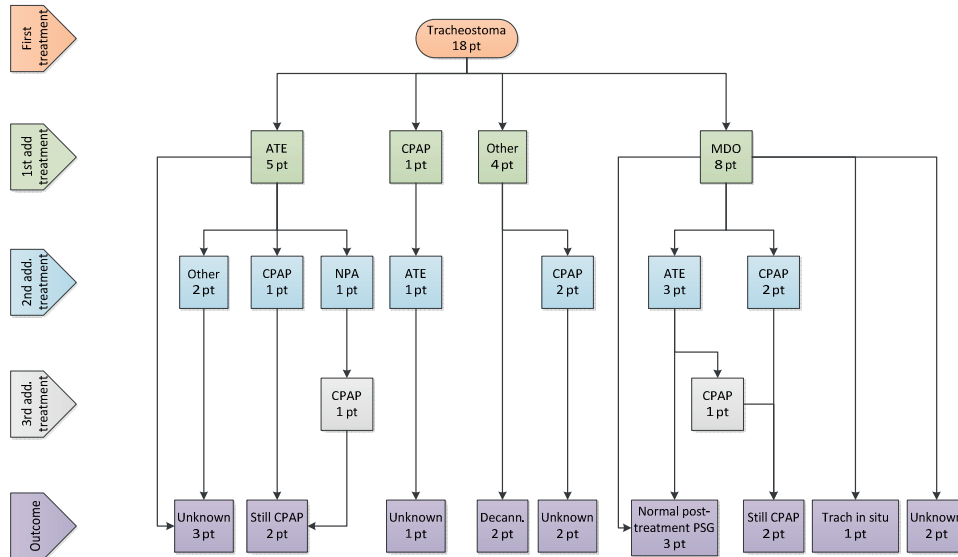 First
treatment
Tracheostoma
18 pt
1st add
treatment
ATE
5 pt
CPAP
1 pt
Other
4 pt
MDO
8 pt
2nd add.
treatment
Other
2 pt
CPAP
1 pt
NPA
1 pt
ATE
1 pt
CPAP
2 pt
ATE
3 pt
CPAP
2 pt
3rd add.
treatment
CPAP
1 pt
CPAP
1 pt
Outcome
Unknown
3 pt
Still CPAP
2 pt
Unknown
1 pt
Decann.
2 pt
Unknown
2 pt
Normal post-
treatment PSG
3 pt
Still CPAP
2 pt
Trach in situ
1 pt
Unknown
2 pt